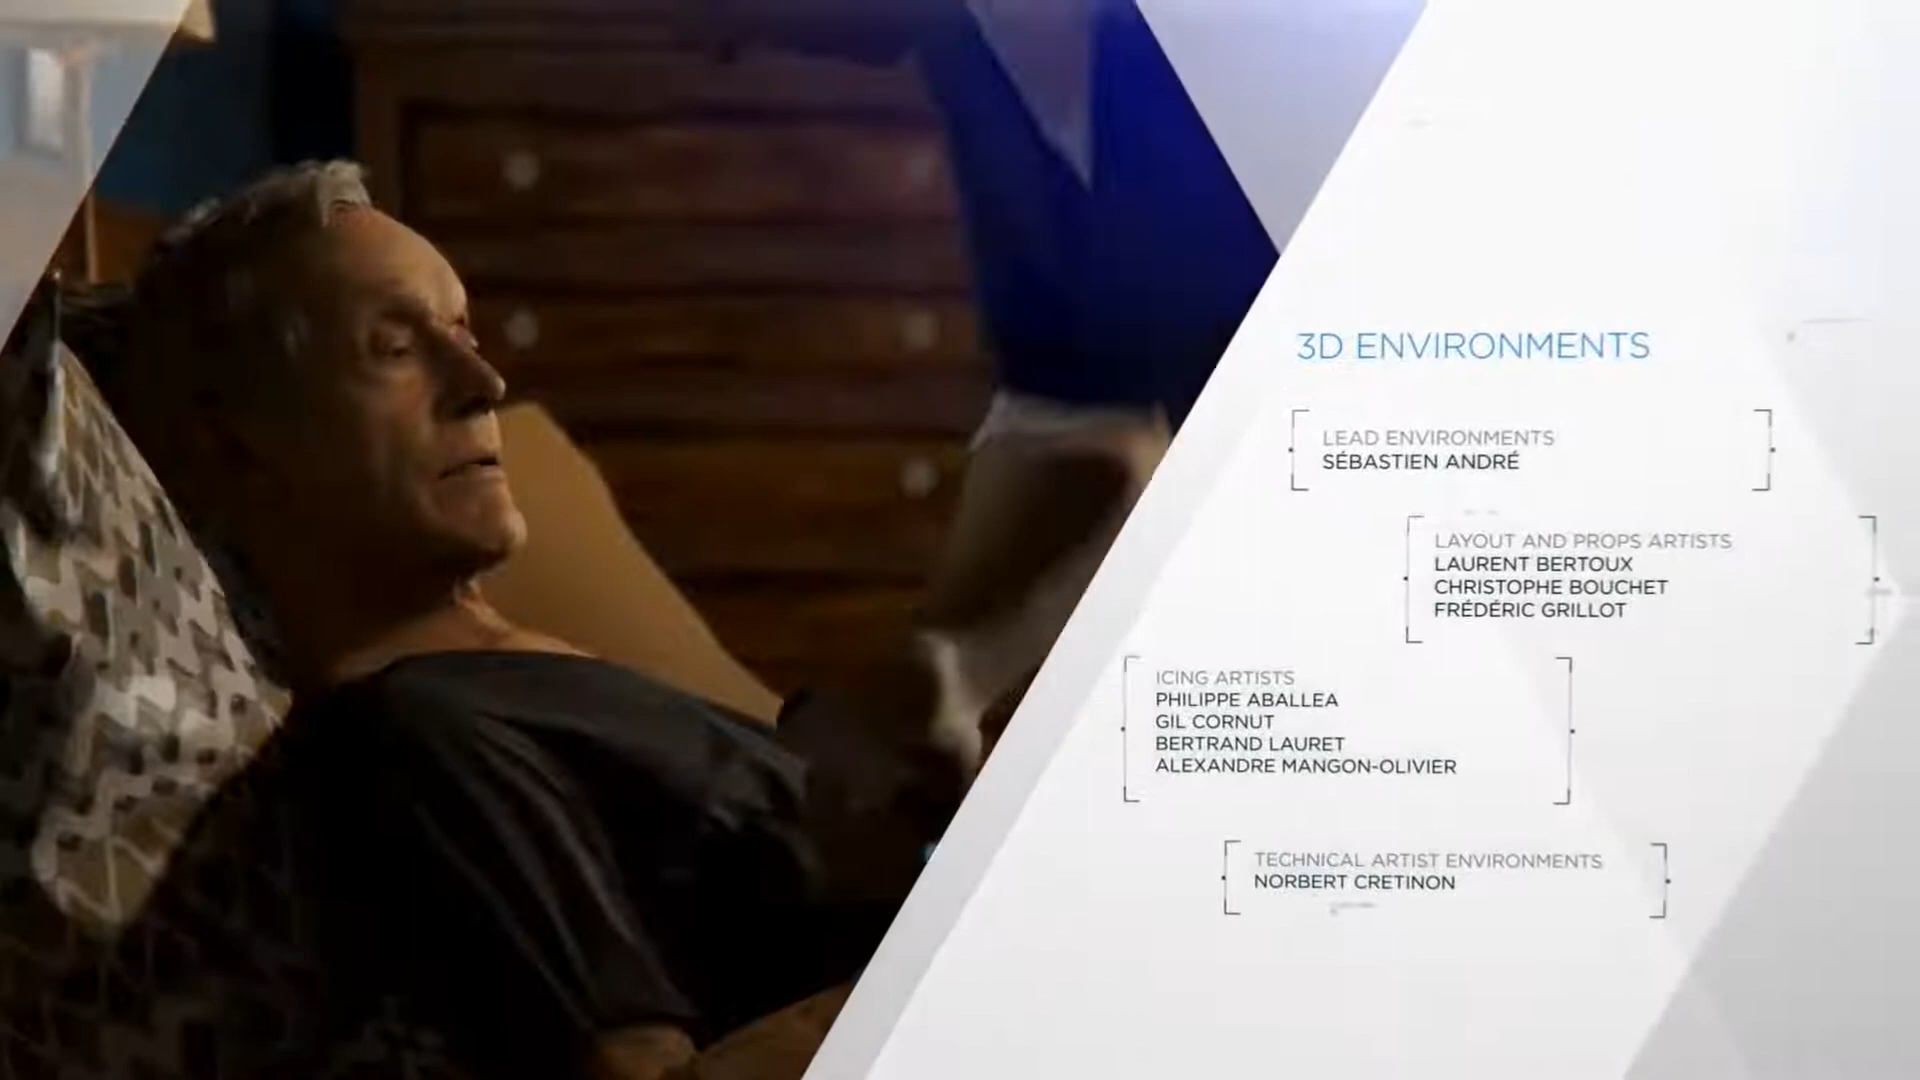 3D ENVIRONMENTS
LEAD ENVIRONMENTS
SÉBASTIEN ANDRÉ
LAYOUT AND PROPS ARTISTS
LAURENT BERTOUX
CHRISTOPHE BOUCHET
FRÉDÉRIC GRILLOT
ICING ARTISTS
PHILIPPE ABALLEA
GIL CORNUT
BERTRAND LAURET
ALEXANDRE MANGON-OLIVIER
TECHNICAL ARTIST ENVIRONMENTS
NORBERT CRETINON